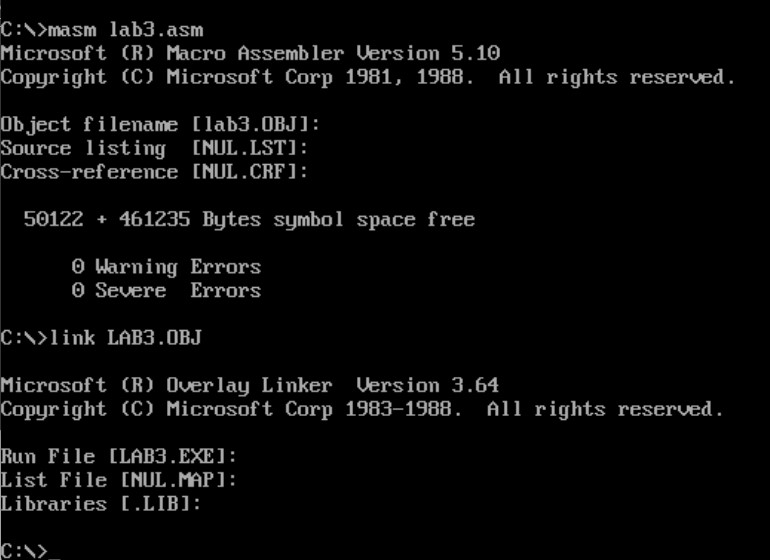 C:\>masm lab3.asm
Microsoft (R) Macro Assembler Version 5.10
Copyright (C) Microsoft Corp 1981, 1988.  All rights reserved.
Object filename [lab3.OBJ]:
Source listing  [NUL.LST]:
Cross-reference [NUL.CRF]:
50122 + 461235 Bytes symbol space free
0 Warning Errors
0 Severe  Errors
C:\>link LAB3.OBJ
Microsoft (R) Overlay Linker  Version 3.64
Copyright (C) Microsoft Corp 1983-1988.  All rights reserved.
Run File [LAB3.EXE]:
List File [NUL.MAP]:
Libraries [.LIB]:
C:\>_